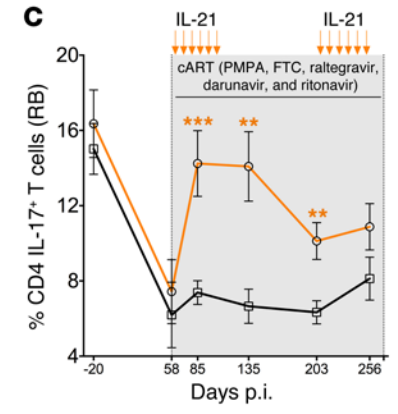 C
IL-21 IL-21
cART (PMPA, FTC, raltegravir,
darunavir, and ritonavir)
% CD4 IL-17⁺ T cells (RB)
20
16
12
8
4
*** **
**
-20 58 85 135 203 256
Days p.i.